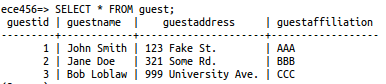 ece456=> SELECT * FROM guest;
 guestid | guestname | guestaddress | guestaffiliation
---------+------------+---------------------+------------------
 1 | John Smith | 123 Fake St. | AAA
 2 | Jane Doe | 321 Some Rd. | BBB
 3 | Bob Loblaw | 999 University Ave. | CCC